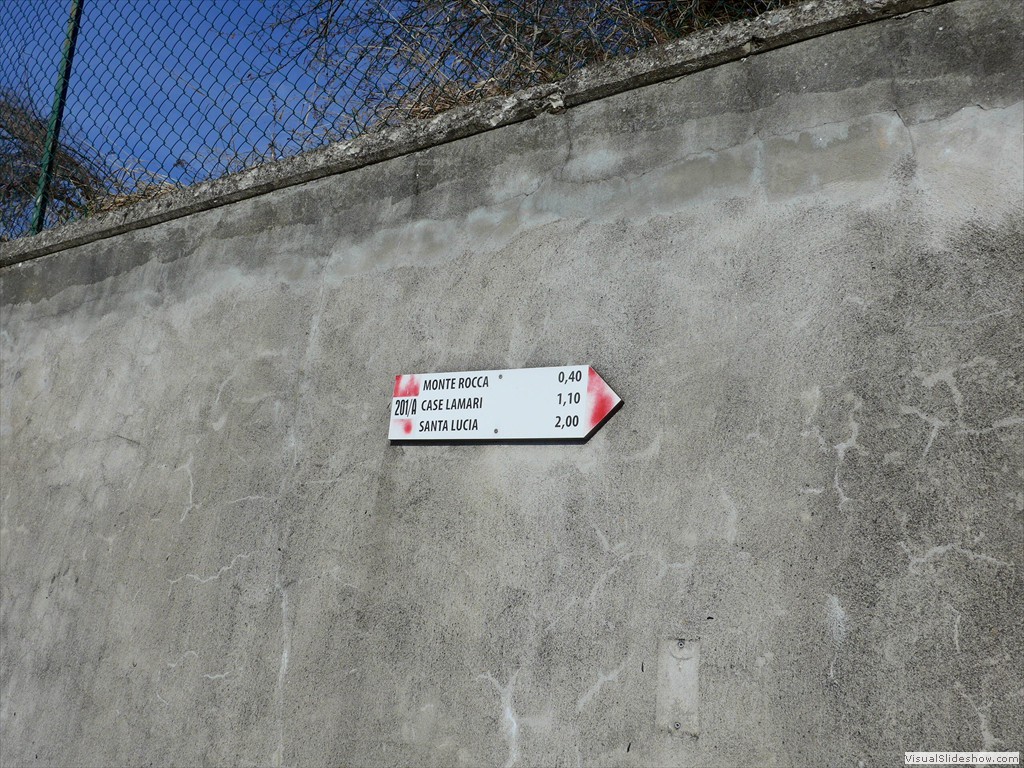 MONTE ROCCA 0,40
201/A CASE LAMARI 1,10
SANTA LUCIA 2,00
VisualSlideshow.com